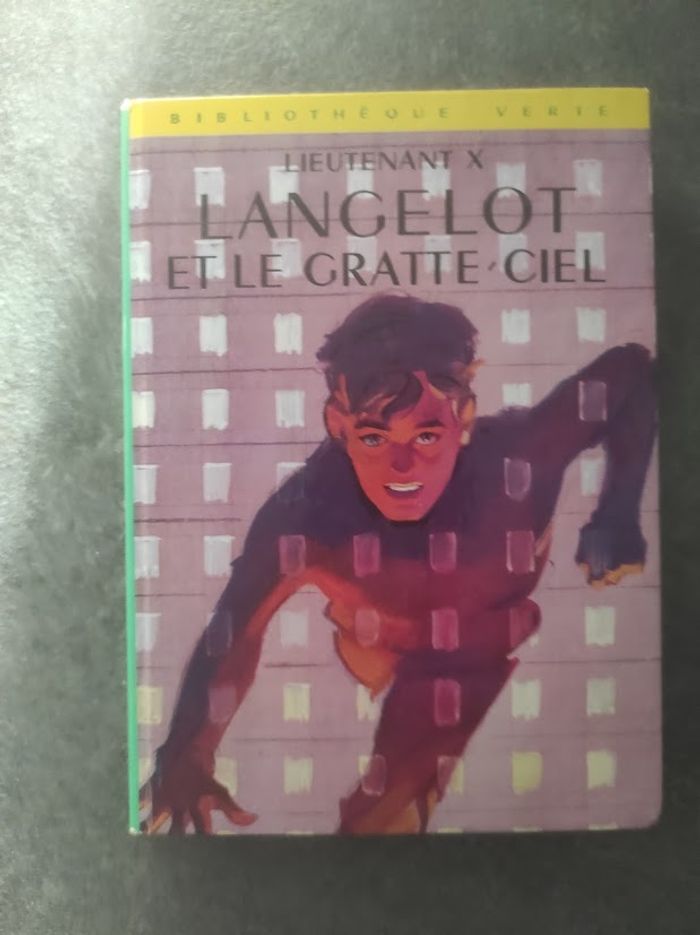 BIBLIOTHÈQUE VERTE
LIEUTENANT X
LANGELOT
ET LE GRATTE-CIEL